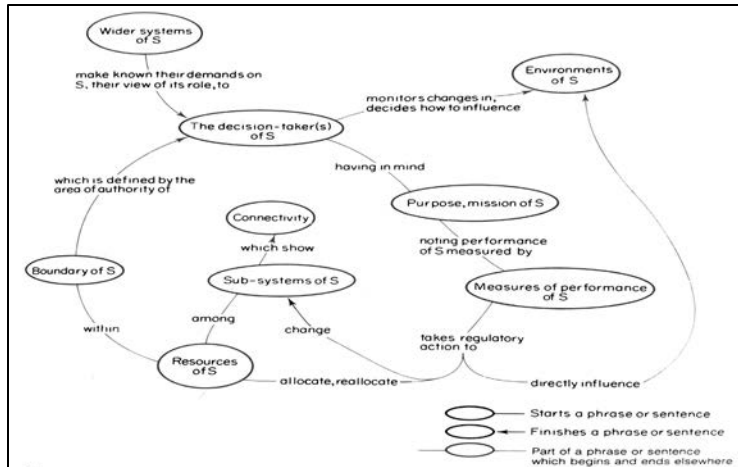 Wider systems
of S
make known their demands on
S, their view of its role, to
Environments
of S
monitors changes in,
decides how to influence
The decision-taker(s)
of S
having in mind
which is defined by the
area of authority of
Purpose, mission of S
Connectivity
which show
noting performance
of S measured by
Boundary of S
Sub-systems of S
Measures of performance
of S
within
among
change
takes regulatory
action to
Resources
of S
allocate, reallocate
directly influence
Starts a phrase or sentence
Finishes a phrase or sentence
Part of a phrase or sentence
which begins and ends elsewhere